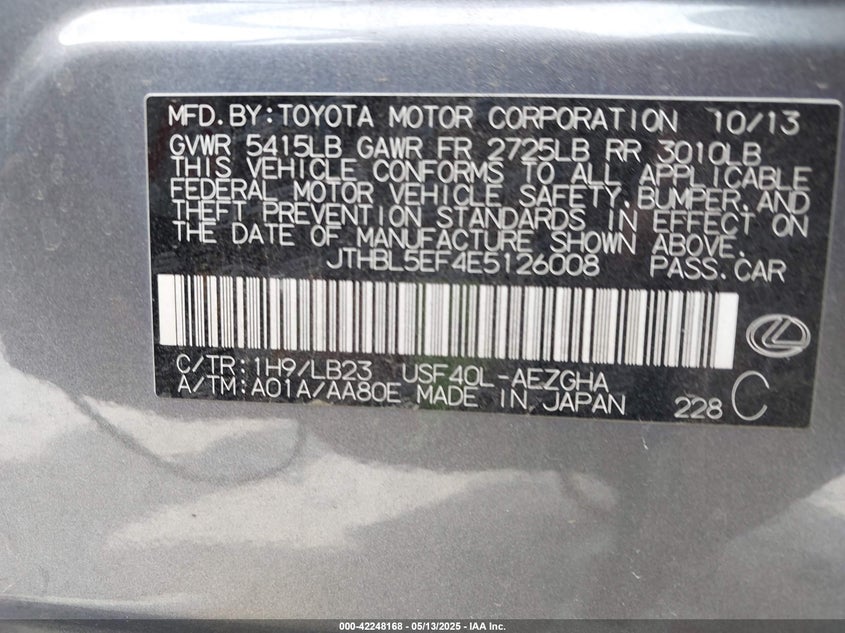 MFD. BY: TOYOTA MOTOR CORPORATION 10/13
GVWR 5415LB GAWR FR 2725LB RR 3010LB
THIS VEHICLE CONFORMS TO ALL APPLICABLE
FEDERAL MOTOR VEHICLE SAFETY, BUMPER, AND
THEFT PREVENTION STANDARDS IN EFFECT ON
THE DATE OF MANUFACTURE SHOWN ABOVE.
JTHBL5EF4E5126008 PASS. CAR
C/TR: 1H9/LB23 USF40L-AEZGHA
A/TM: A01A/AA80E MADE IN JAPAN 228 C
000-42248168 - 05/13/2025 - IAA Inc.